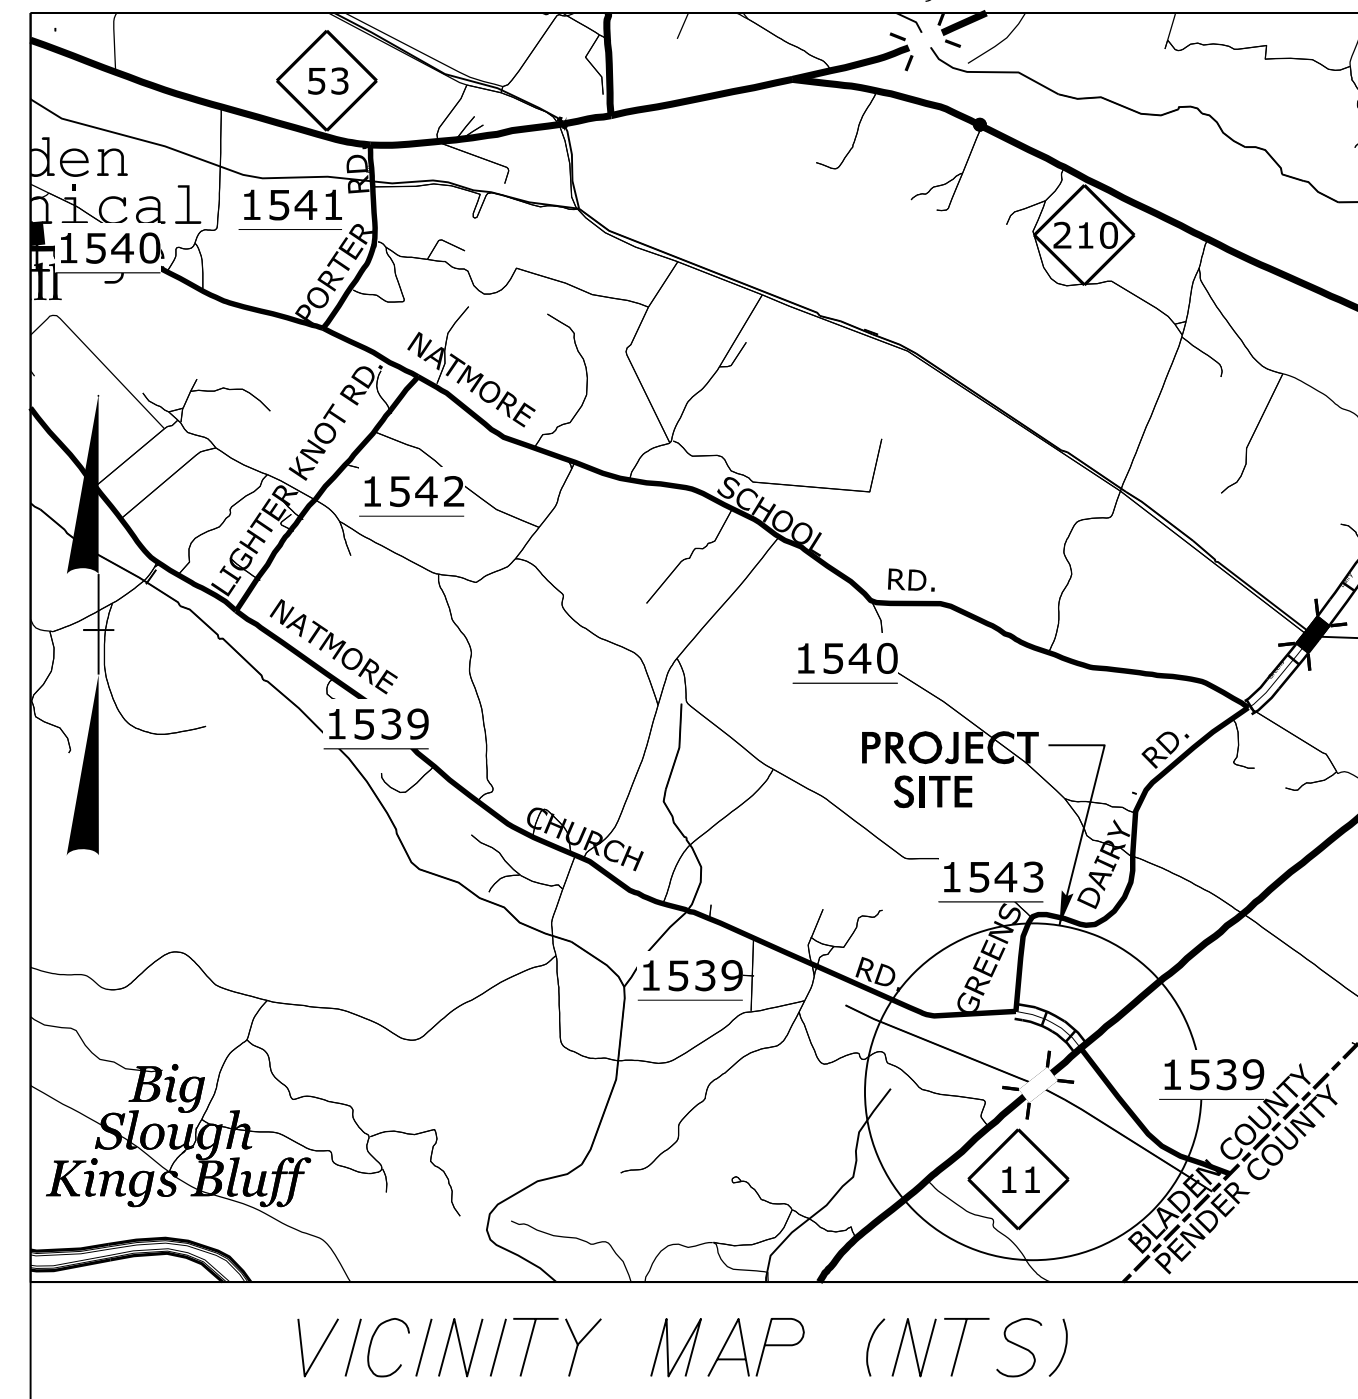 53
den
nical
1540
ll
1541
PORTER RD.
210
NATMORE SCHOOL RD.
LIGHTER KNOT RD.
1542
NATMORE CHURCH RD.
1539
1540
PROJECT
SITE
1543
GREENS DAIRY RD.
1539
1539
11
BLADEN COUNTY
PENDER COUNTY
Big
Slough
Kings Bluff
VICINITY MAP (NTS)